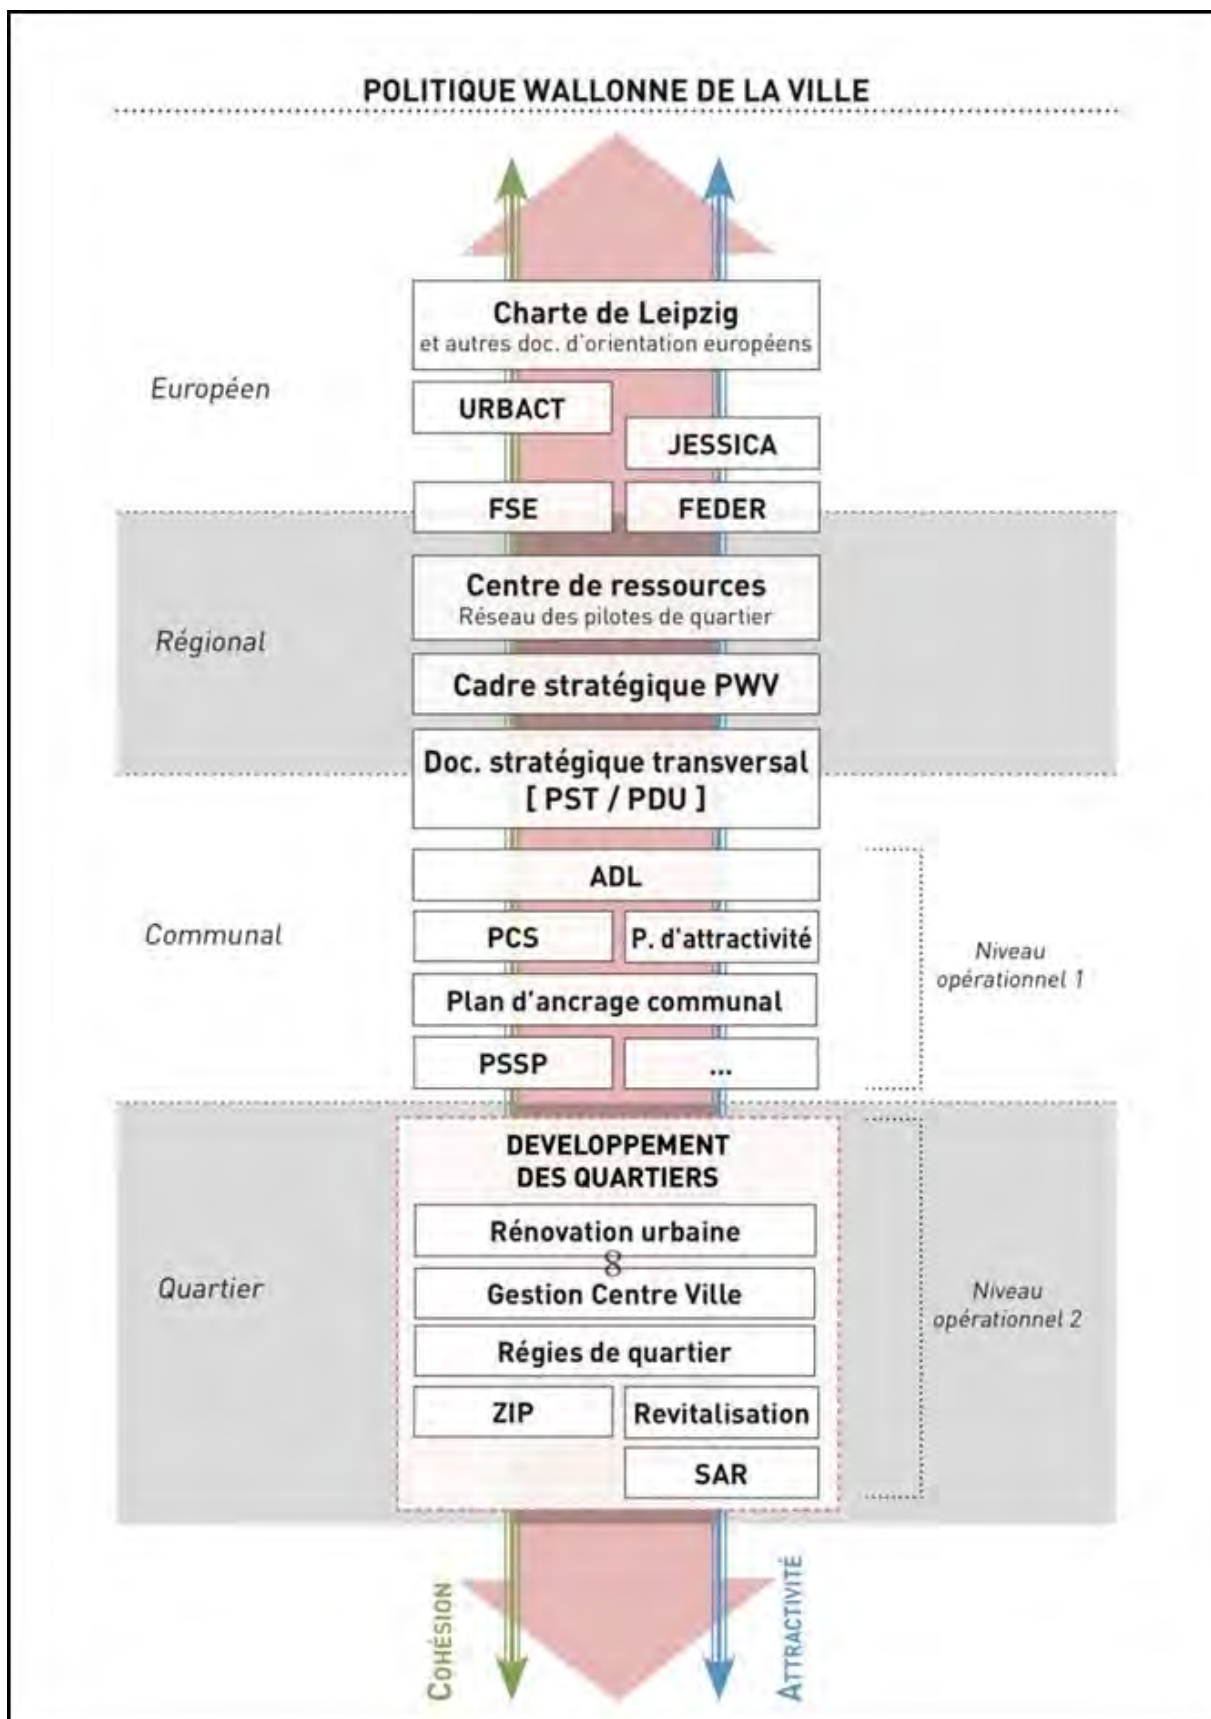 POLITIQUE WALLONNE DE LA VILLE
Charte de Leipzig
et autres doc. d'orientation européens
Européen
URBACT
JESSICA
FSE
FEDER
Centre de ressources
Réseau des pilotes de quartier
Régional
Cadre stratégique PWV
Doc. stratégique transversal
[ PST / PDU ]
ADL
Communal
PCS
P. d'attractivité
Niveau
opérationnel 1
Plan d'ancrage communal
PSSP
...
DEVELOPPEMENT
DES QUARTIERS
Rénovation urbaine
8
Quartier
Gestion Centre Ville
Niveau
opérationnel 2
Régies de quartier
ZIP
Revitalisation
SAR
COHÉSION
ATTRACTIVITÉ